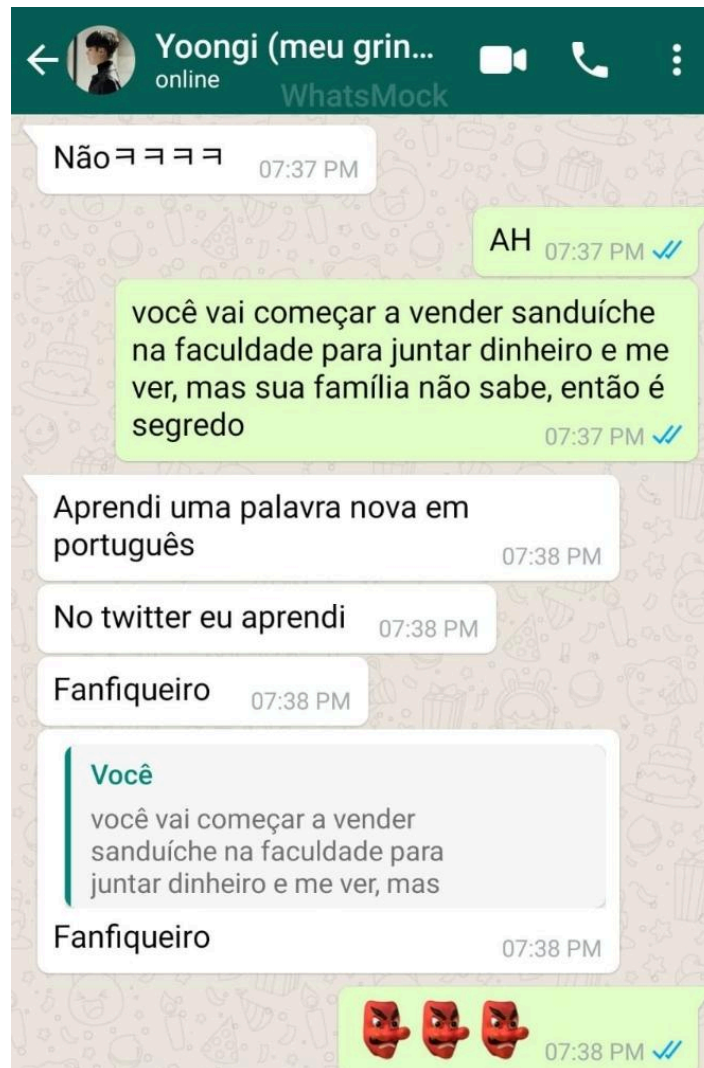 Yoongi (meu grin...
online
WhatsMock
Nãoㅋㅋㅋㅋ 07:37 PM
AH 07:37 PM
você vai começar a vender sanduíche
na faculdade para juntar dinheiro e me
ver, mas sua família não sabe, então é
segredo 07:37 PM
Aprendi uma palavra nova em
português 07:38 PM
No twitter eu aprendi 07:38 PM
Fanfiqueiro 07:38 PM
Você
você vai começar a vender
sanduíche na faculdade para
juntar dinheiro e me ver, mas
Fanfiqueiro 07:38 PM
👺👺👺 07:38 PM